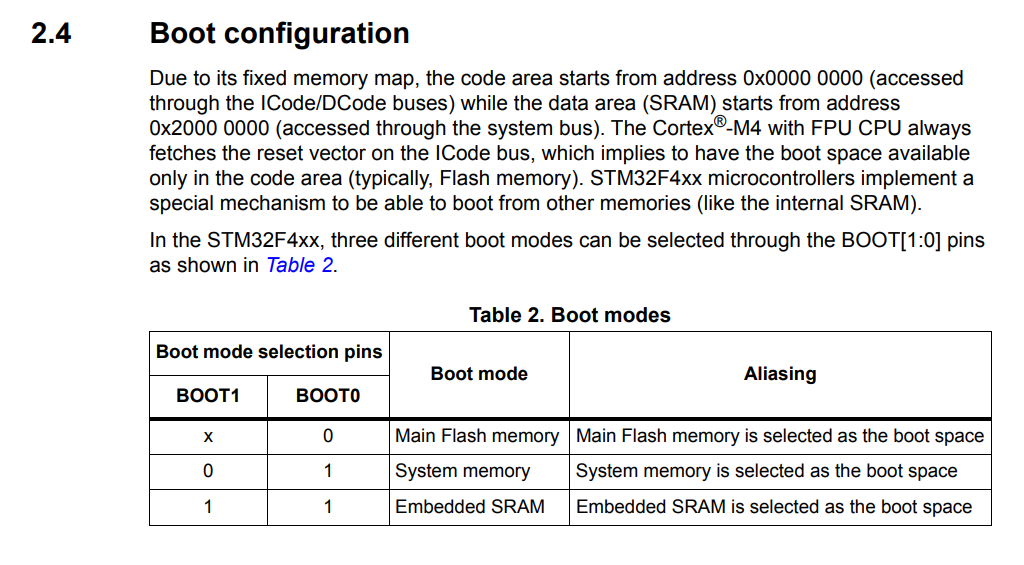 2.4 Boot configuration
Due to its fixed memory map, the code area starts from address 0x0000 0000 (accessed
through the ICode/DCode buses) while the data area (SRAM) starts from address
0x2000 0000 (accessed through the system bus). The Cortex®-M4 with FPU CPU always
fetches the reset vector on the ICode bus, which implies to have the boot space available
only in the code area (typically, Flash memory). STM32F4xx microcontrollers implement a
special mechanism to be able to boot from other memories (like the internal SRAM).
In the STM32F4xx, three different boot modes can be selected through the BOOT[1:0] pins
as shown in Table 2.
Table 2. Boot modes
Boot mode selection pins
Boot mode Aliasing
BOOT1 BOOT0
x 0 Main Flash memory Main Flash memory is selected as the boot space
0 1 System memory System memory is selected as the boot space
1 1 Embedded SRAM Embedded SRAM is selected as the boot space